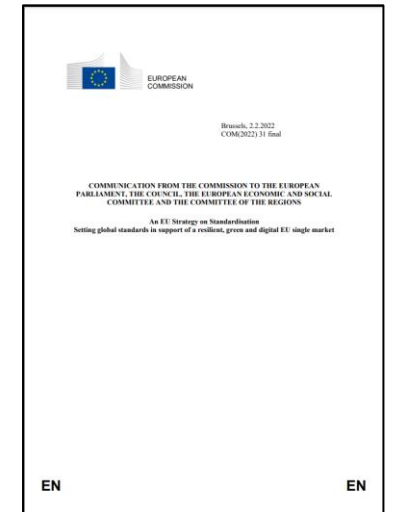 EUROPEAN
COMMISSION
Brussels, 2.2.2022
COM(2022) 31 final
COMMUNICATION FROM THE COMMISSION TO THE EUROPEAN
PARLIAMENT, THE COUNCIL, THE EUROPEAN ECONOMIC AND SOCIAL
COMMITTEE AND THE COMMITTEE OF THE REGIONS
An EU Strategy on Standardisation
Setting global standards in support of a resilient, green and digital EU single market
EN EN